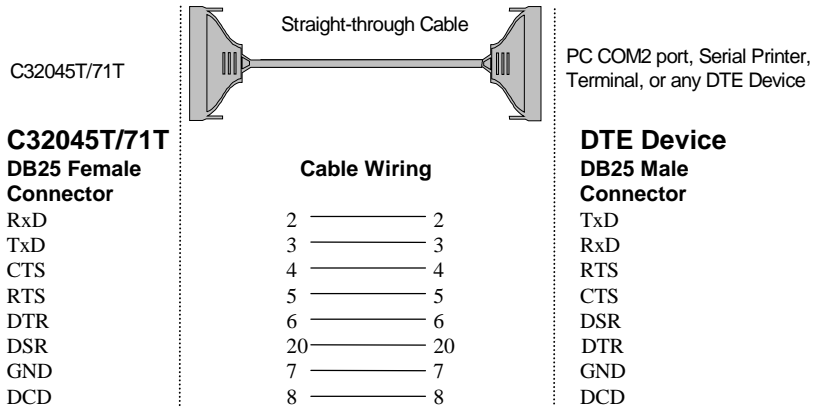 Straight-through Cable
C32045T/71T
PC COM2 port, Serial Printer,
Terminal, or any DTE Device
C32045T/71T DTE Device
DB25 Female Cable Wiring DB25 Male
Connector Connector
RxD 2 2 TxD
TxD 3 3 RxD
CTS 4 4 RTS
RTS 5 5 CTS
DTR 6 6 DSR
DSR 20 20 DTR
GND 7 7 GND
DCD 8 8 DCD